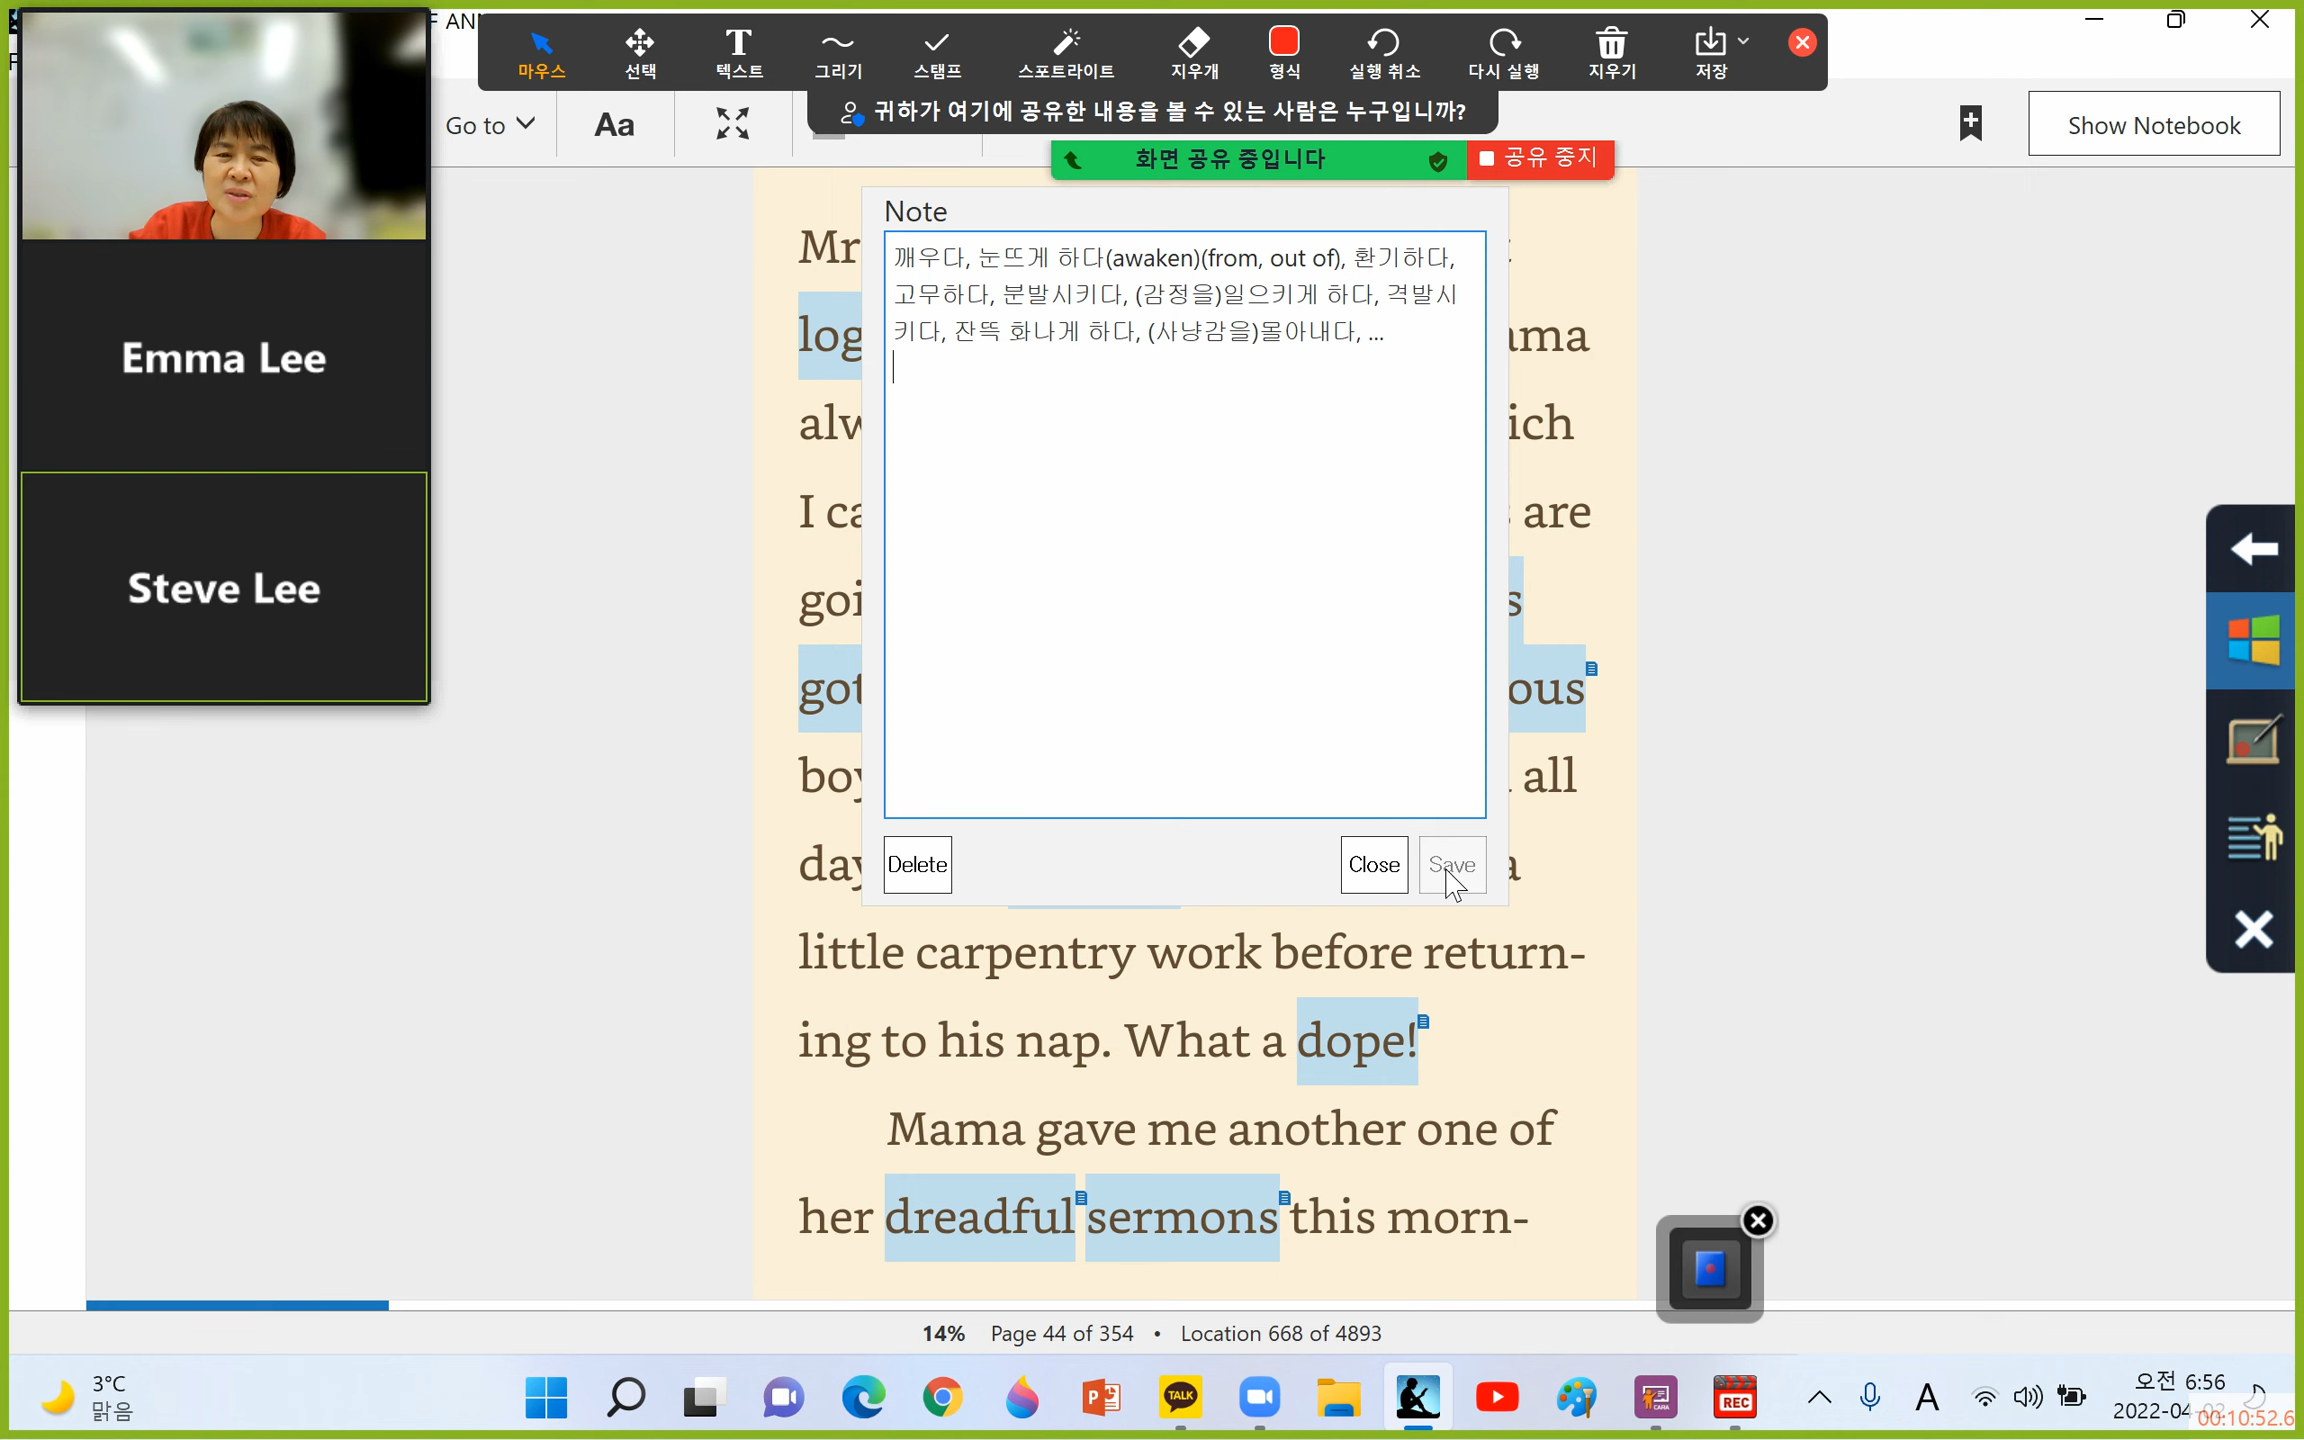 F AN
마우스
선택
텍스트
그리기
스탬프
스포트라이트
지우개
형식
실행 취소
다시 실행
지우기
저장
귀하가 여기에 공유한 내용을 볼 수 있는 사람은 누구입니까?
화면 공유 중입니다
공유 중지
Go to
Aa
Show Notebook
Emma Lee
Steve Lee
Note
깨우다, 눈뜨게 하다(awaken)(from, out of), 환기하다,
고무하다, 분발시키다, (감정을)일으키게 하다, 격발시
키다, 잔뜩 화나게 하다, (사냥감을)몰아내다, ...
Delete
Close
Save
Mr
log
ama
alw
ich
I ca
are
goi
s
got
ous
boy
all
day
a
little carpentry work before return-
ing to his nap. What a dope!
Mama gave me another one of
her dreadful sermons this morn-
14% Page 44 of 354 • Location 668 of 4893
3°C
맑음
TALK
CARA
REC
A
오전 6:56
2022-04-02
00:10:52.6